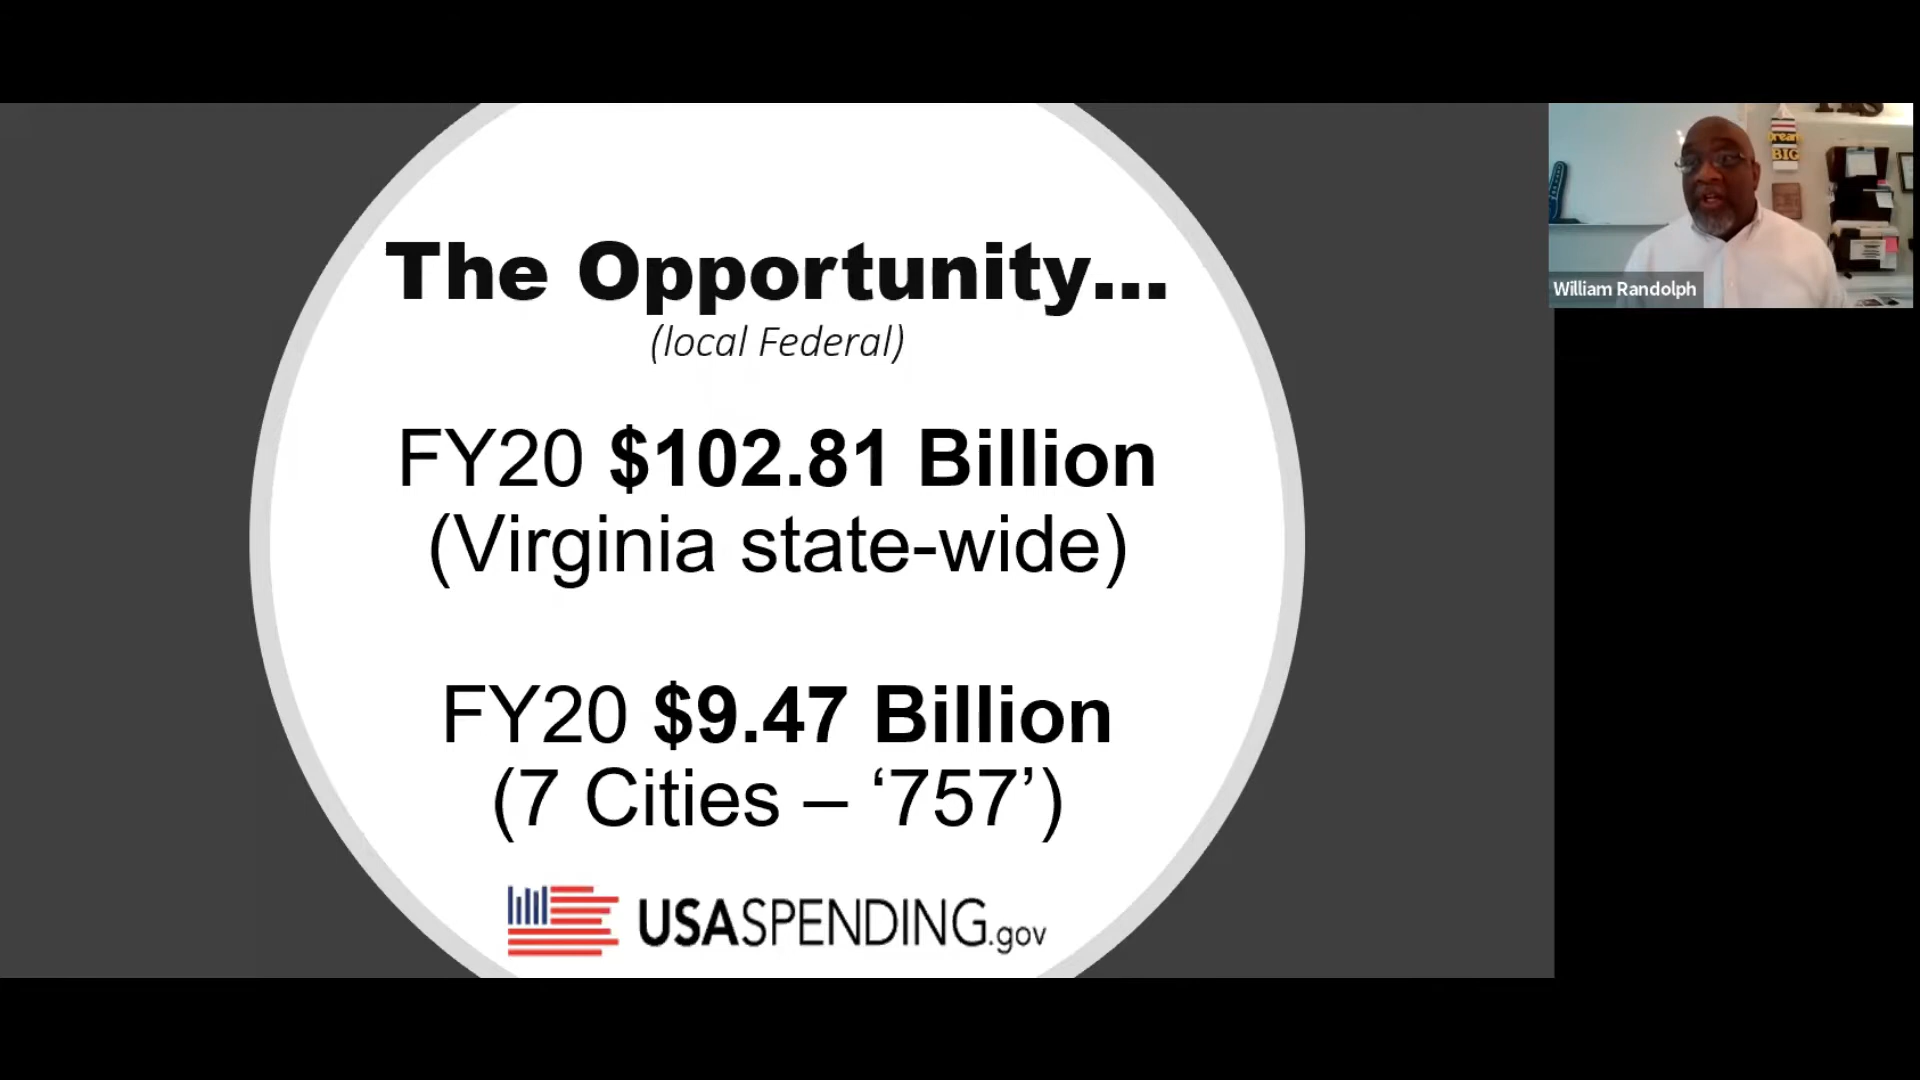 The Opportunity...
(local Federal)
FY20 $102.81 Billion
(Virginia state-wide)
FY20 $9.47 Billion
(7 Cities – ‘757’)
USASPENDING.gov
BIG
William Randolph